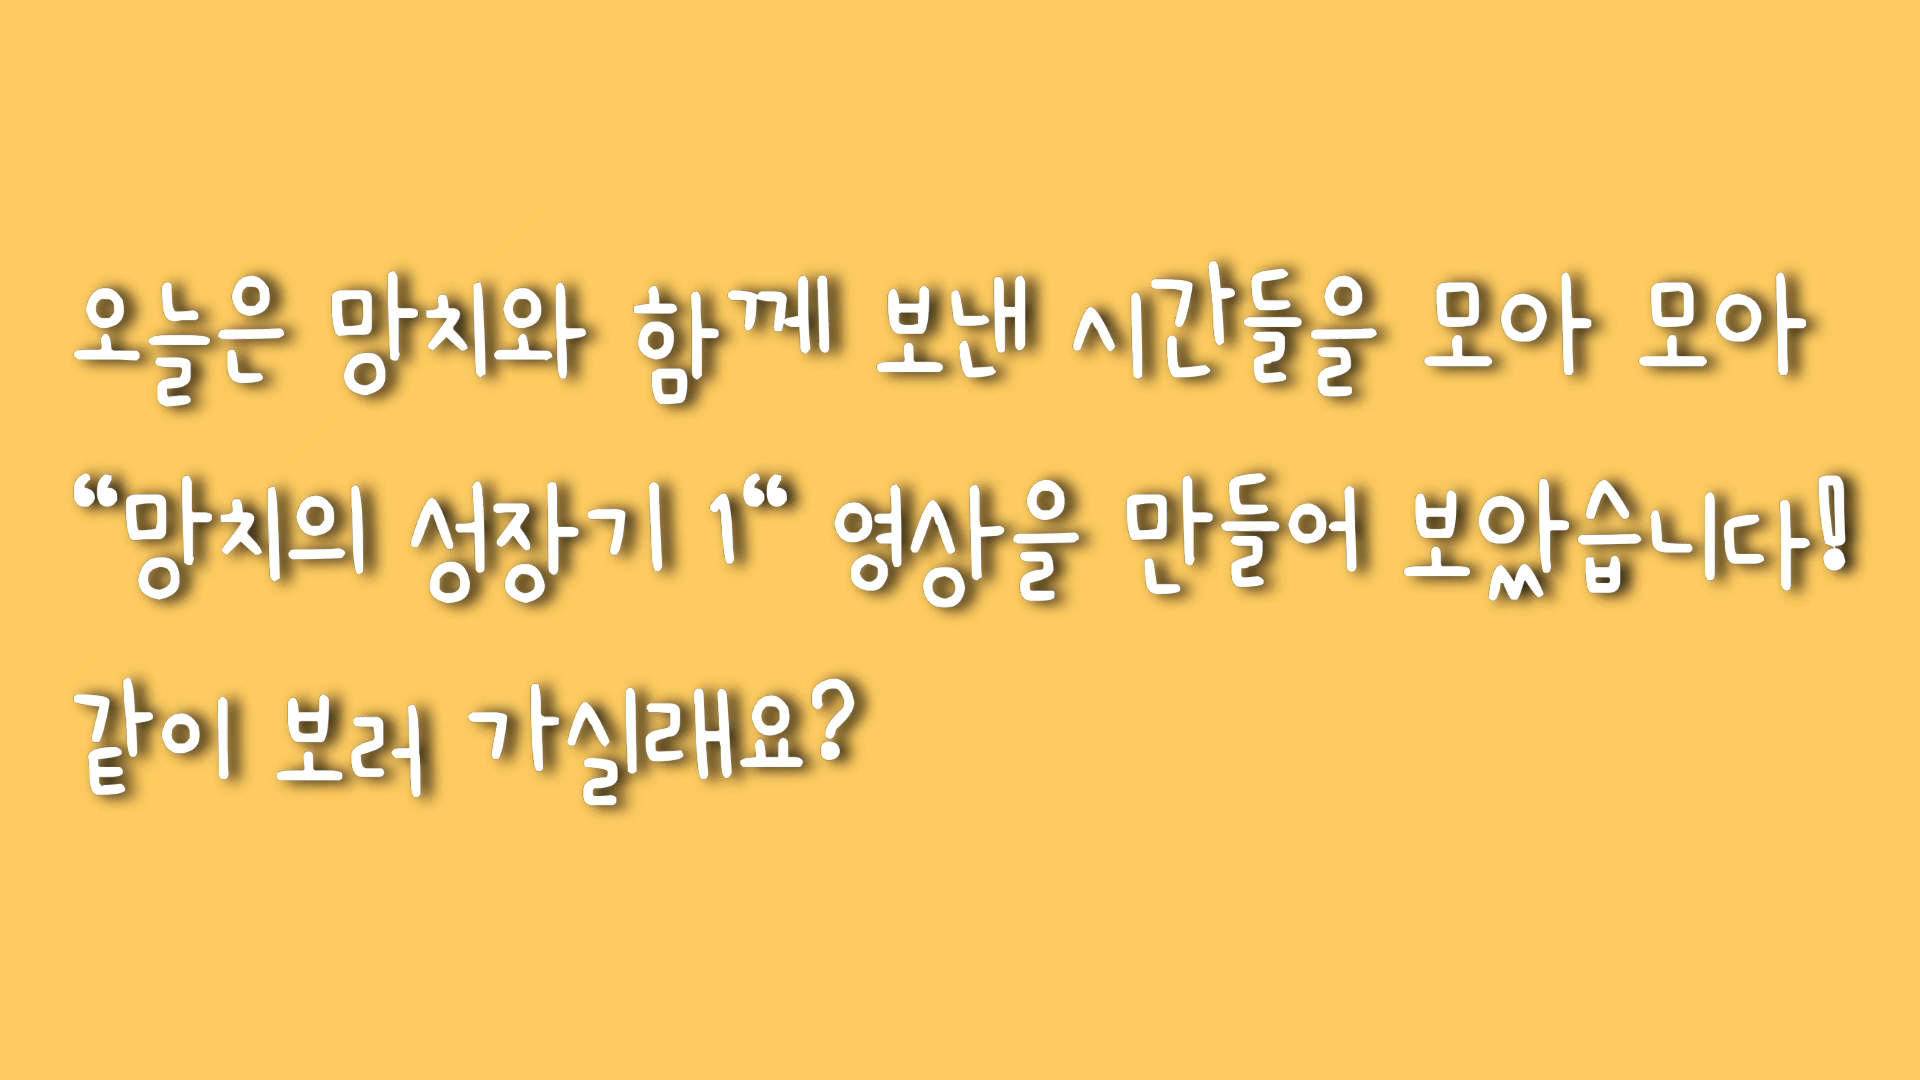 오늘은 망치와 함께 보낸 시간들을 모아 모아
“망치의 성장기 1“ 영상을 만들어 보았습니다!
같이 보러 가실래요?